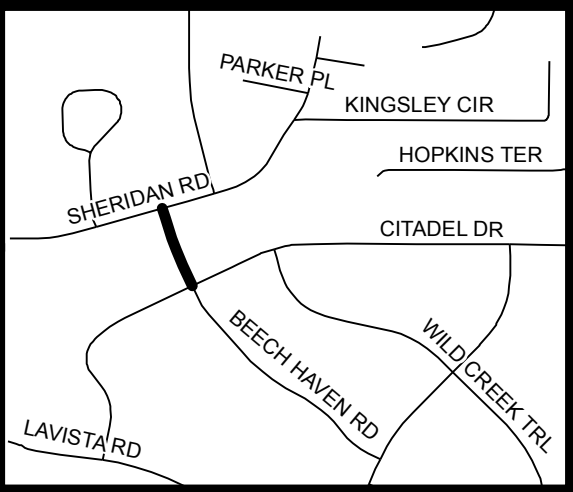 PARKER PL
KINGSLEY CIR
HOPKINS TER
SHERIDAN RD
CITADEL DR
BEECH HAVEN RD
WILD CREEK TRL
LAVISTA RD